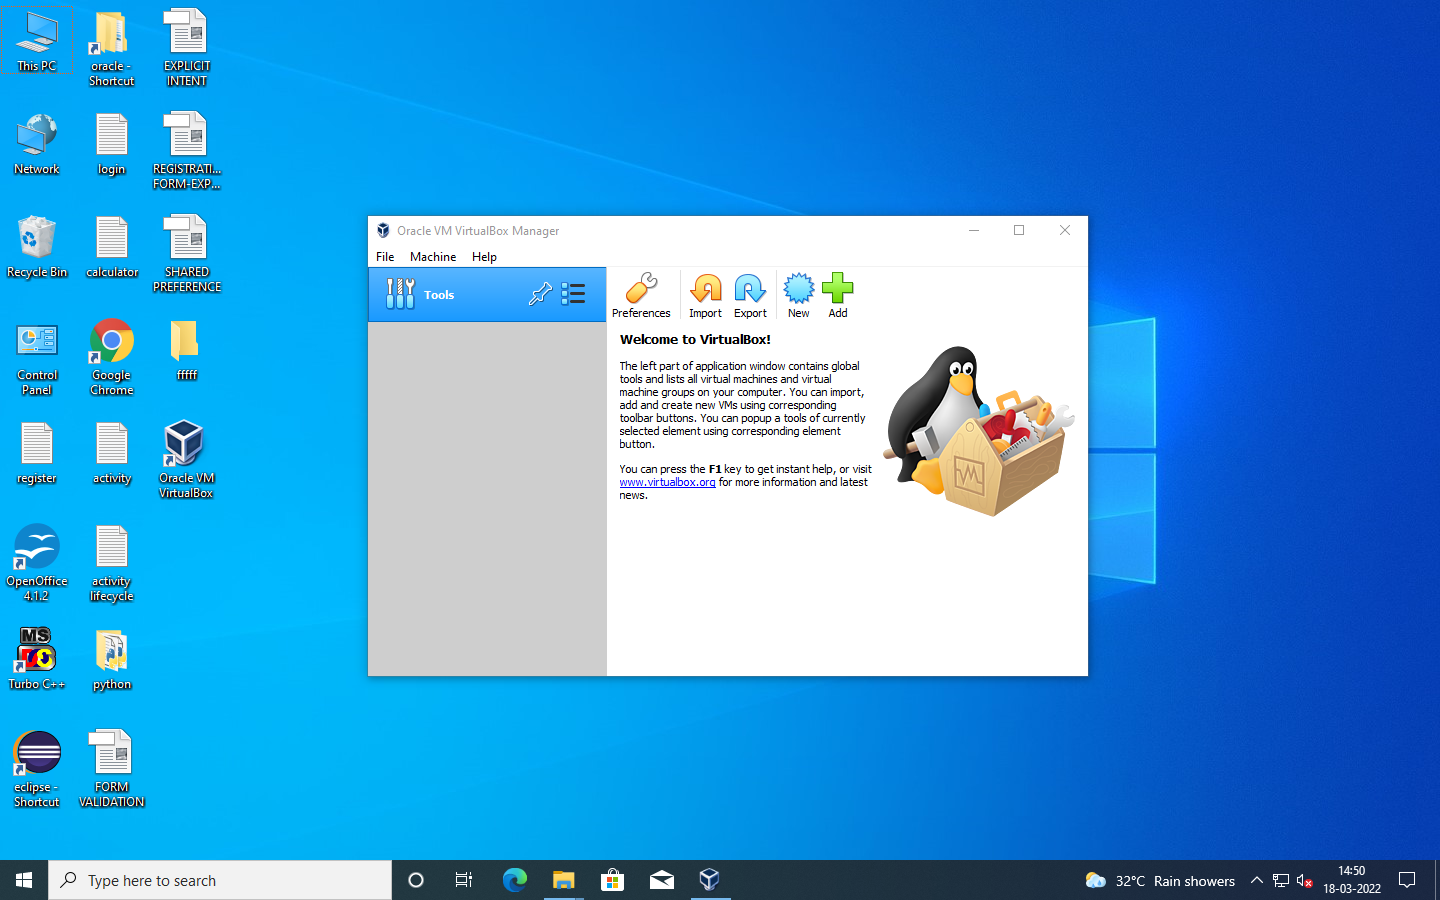 This PC
oracle -
Shortcut
EXPLICIT
INTENT
Network
login
REGISTRATI...
FORM-EXP...
Recycle Bin
calculator
SHARED
PREFERENCE
Control
Panel
Google
Chrome
fffff
register
activity
Oracle VM
VirtualBox
OpenOffice
4.1.2
activity
lifecycle
MS
Turbo C++
python
eclipse -
Shortcut
FORM
VALIDATION
Oracle VM VirtualBox Manager
File Machine Help
Tools
Preferences Import Export New Add
Welcome to VirtualBox!
The left part of application window contains global
tools and lists all virtual machines and virtual
machine groups on your computer. You can import,
add and create new VMs using corresponding
toolbar buttons. You can popup a tools of currently
selected element using corresponding element
button.
You can press the F1 key to get instant help, or visit
www.virtualbox.org for more information and latest
news.
Type here to search
32°C Rain showers
14:50
18-03-2022